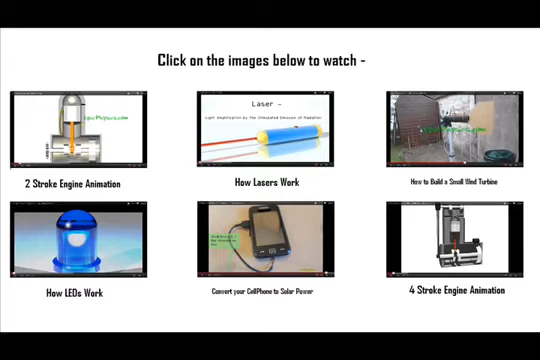 Click on the images below to watch -
Laser -
Light Amplification by the Stimulated Emission of Radiation
2 Stroke Engine Animation
How Lasers Work
How to Build a Small Wind Turbine
How LEDs Work
Convert your CellPhone to Solar Power
4 Stroke Engine Animation